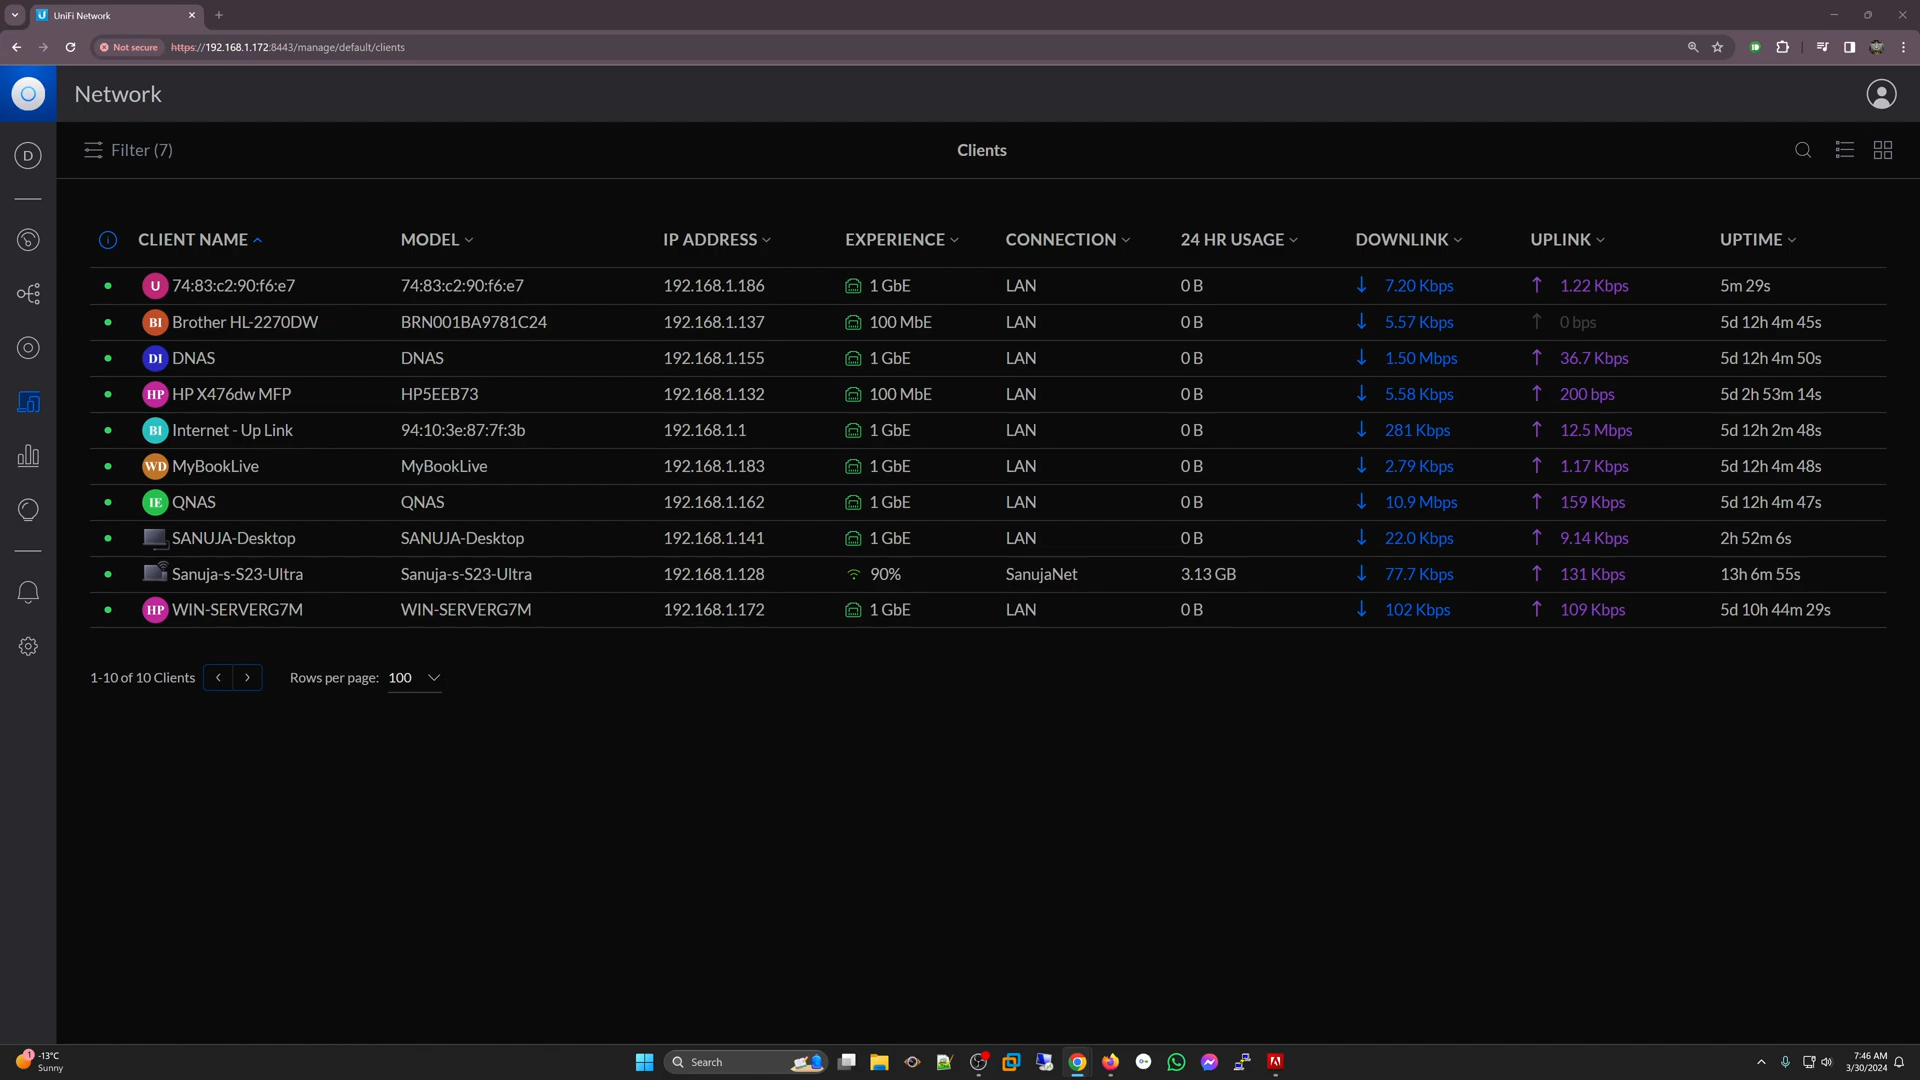 UniFi Network
Not secure https://192.168.1.172:8443/manage/default/clients
Network
Filter (7) Clients
D
CLIENT NAME MODEL IP ADDRESS EXPERIENCE CONNECTION 24 HR USAGE DOWNLINK UPLINK UPTIME
U 74:83:c2:90:f6:e7 74:83:c2:90:f6:e7 192.168.1.186 1 GbE LAN 0 B 7.20 Kbps 1.22 Kbps 5m 29s
BI Brother HL-2270DW BRN001BA9781C24 192.168.1.137 100 MbE LAN 0 B 5.57 Kbps 0 bps 5d 12h 4m 45s
DI DNAS DNAS 192.168.1.155 1 GbE LAN 0 B 1.50 Mbps 36.7 Kbps 5d 12h 4m 50s
HP HP X476dw MFP HP5EEB73 192.168.1.132 100 MbE LAN 0 B 5.58 Kbps 200 bps 5d 2h 53m 14s
BI Internet - Up Link 94:10:3e:87:7f:3b 192.168.1.1 1 GbE LAN 0 B 281 Kbps 12.5 Mbps 5d 12h 2m 48s
WD MyBookLive MyBookLive 192.168.1.183 1 GbE LAN 0 B 2.79 Kbps 1.17 Kbps 5d 12h 4m 48s
IE QNAS QNAS 192.168.1.162 1 GbE LAN 0 B 10.9 Mbps 159 Kbps 5d 12h 4m 47s
SANUJA-Desktop SANUJA-Desktop 192.168.1.141 1 GbE LAN 0 B 22.0 Kbps 9.14 Kbps 2h 52m 6s
Sanuja-s-S23-Ultra Sanuja-s-S23-Ultra 192.168.1.128 90% SanujaNet 3.13 GB 77.7 Kbps 131 Kbps 13h 6m 55s
HP WIN-SERVERG7M WIN-SERVERG7M 192.168.1.172 1 GbE LAN 0 B 102 Kbps 109 Kbps 5d 10h 44m 29s
1-10 of 10 Clients Rows per page: 100
1 -13°C
Sunny
Search
7:46 AM
3/30/2024